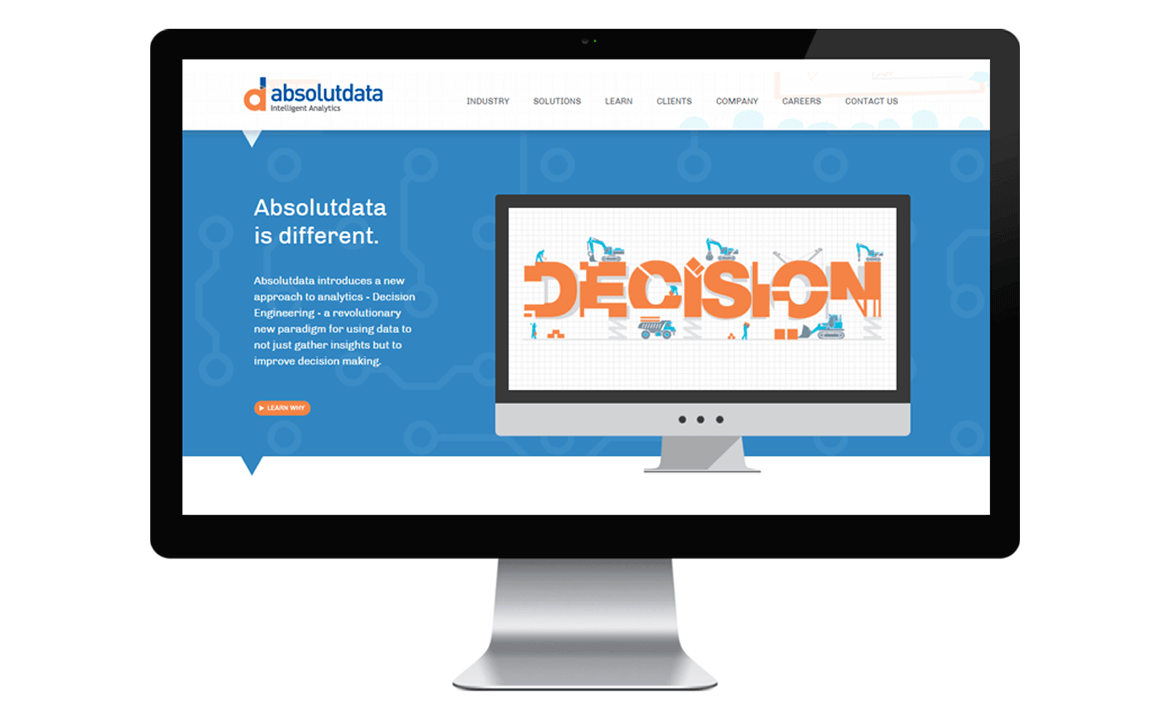 absolutdata
Intelligent Analytics
INDUSTRY SOLUTIONS LEARN CLIENTS COMPANY CAREERS CONTACT US
Absolutdata
is different.
Absolutdata introduces a new
approach to analytics - Decision
Engineering - a revolutionary
new paradigm for using data to
not just gather insights but to
improve decision making.
LEARN WHY
DECISION